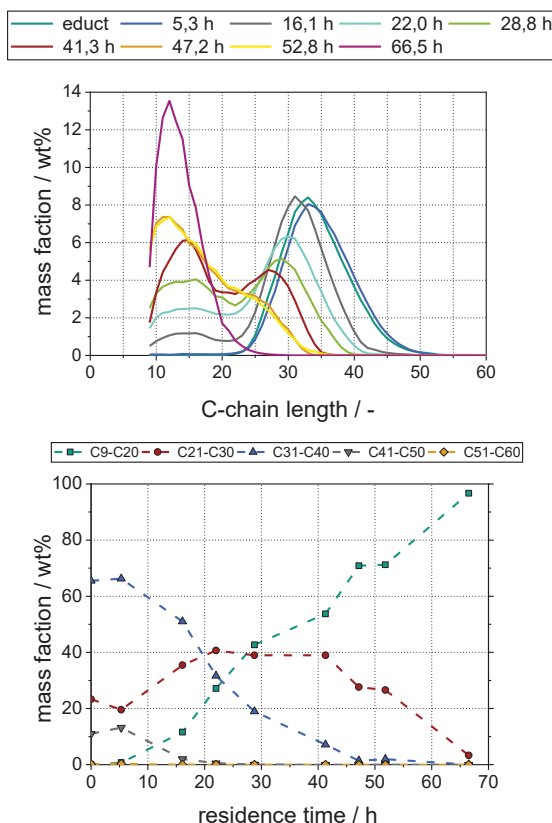 educt 5,3 h 16,1 h 22,0 h 28,8 h
41,3 h 47,2 h 52,8 h 66,5 h
14
12
10
8
6
4
2
0
mass faction / wt%
0 10 20 30 40 50 60
C-chain length / -
C9-C20 C21-C30 C31-C40 C41-C50 C51-C60
100
80
60
40
20
0
mass faction / wt%
0 10 20 30 40 50 60 70
residence time / h